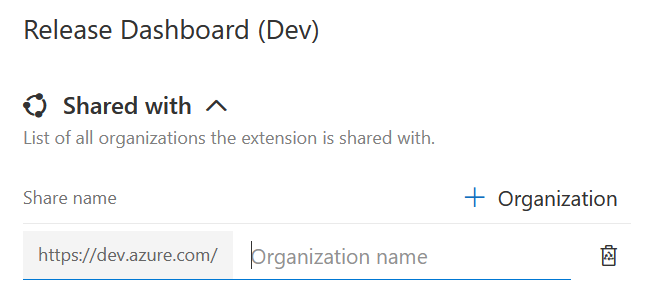 Release Dashboard (Dev)
Shared with
List of all organizations the extension is shared with.
Share name
Organization
https://dev.azure.com/
Organization name